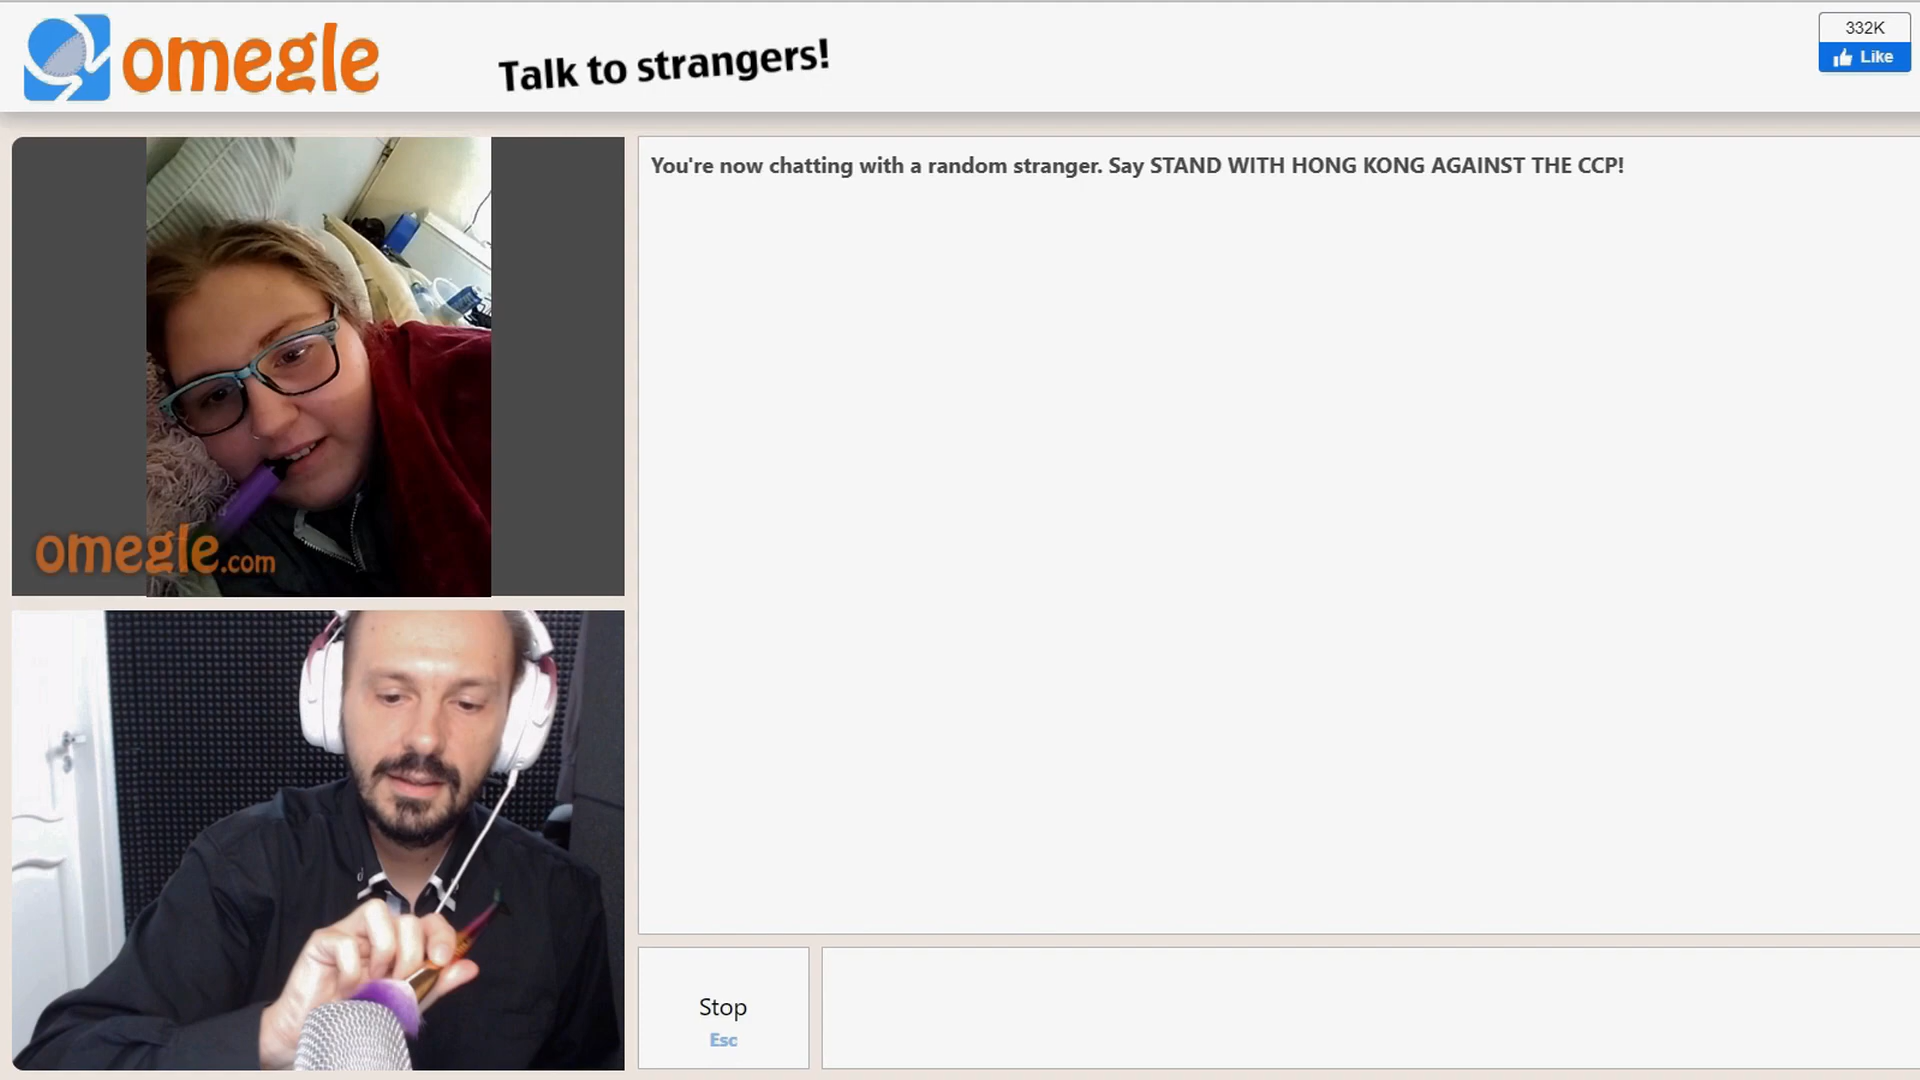 omegle
Talk to strangers!
332K
Like
You're now chatting with a random stranger. Say STAND WITH HONG KONG AGAINST THE CCP!
omegle.com
Stop
Esc